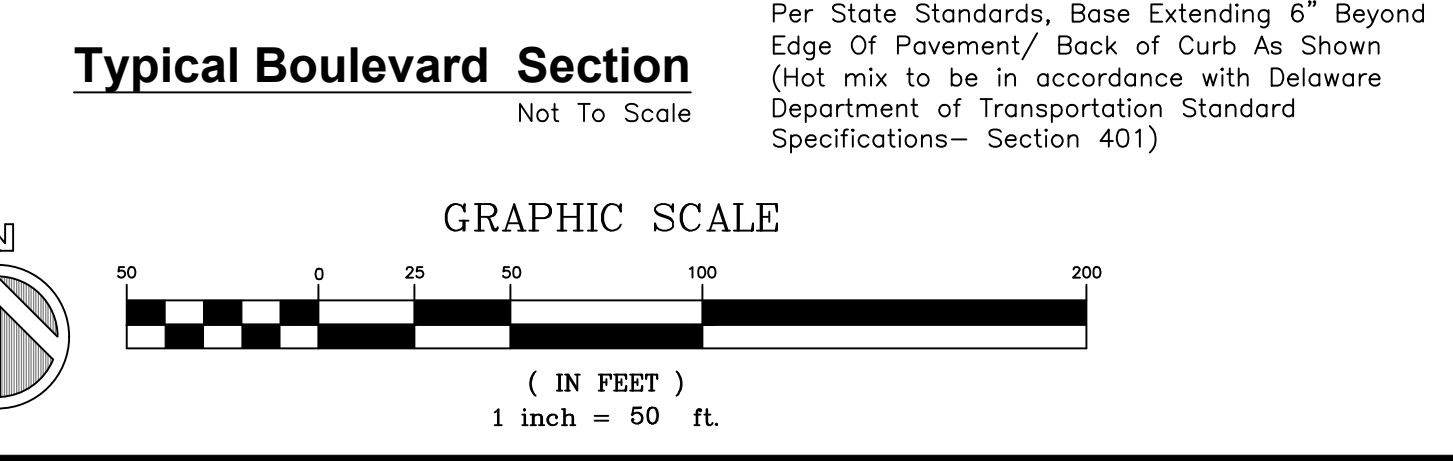 Per State Standards, Base Extending 6" Beyond
Edge Of Pavement/ Back of Curb As Shown
(Hot mix to be in accordance with Delaware
Department of Transportation Standard
Specifications– Section 401)
Typical Boulevard Section
Not To Scale
GRAPHIC SCALE
N
50 0 25 50 100 200
( IN FEET )
1 inch = 50 ft.